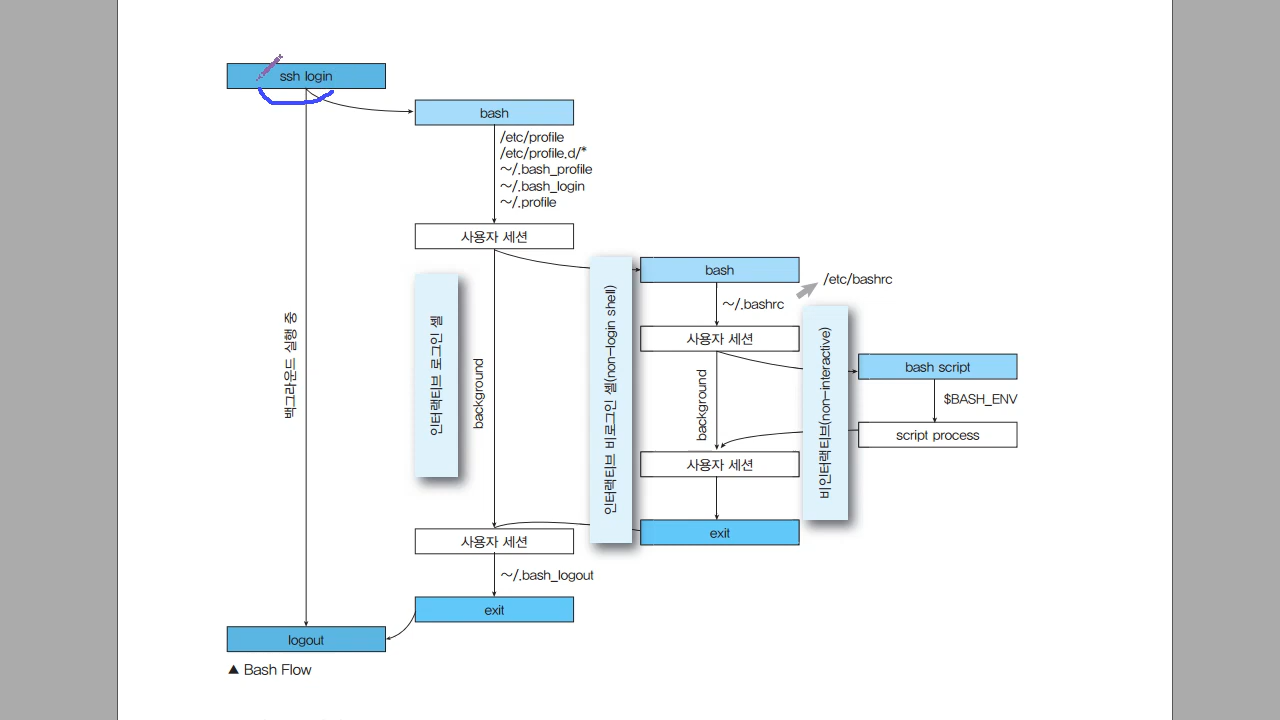 ssh login
bash
/etc/profile
/etc/profile.d/*
~/.bash_profile
~/.bash_login
~/.profile
사용자 세션
백그라운드 실행 중
인터랙티브 로그인 셸
background
인터랙티브 비로그인 셸(non-login shell)
bash
/etc/bashrc
~/.bashrc
사용자 세션
background
비인터랙티브(non-interactive)
bash script
$BASH_ENV
script process
사용자 세션
exit
사용자 세션
~/.bash_logout
exit
logout
▲ Bash Flow